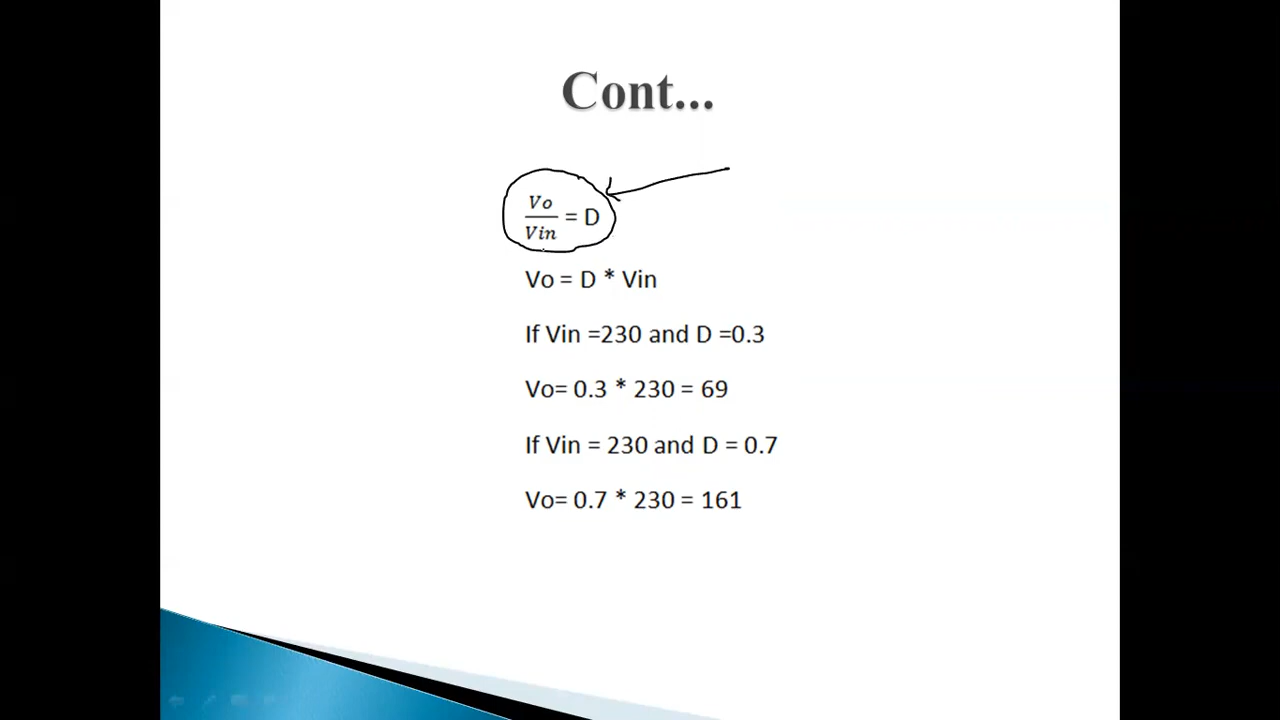 Cont...
Vo
Vin
= D
Vo = D * Vin
If Vin =230 and D =0.3
Vo= 0.3 * 230 = 69
If Vin = 230 and D = 0.7
Vo= 0.7 * 230 = 161